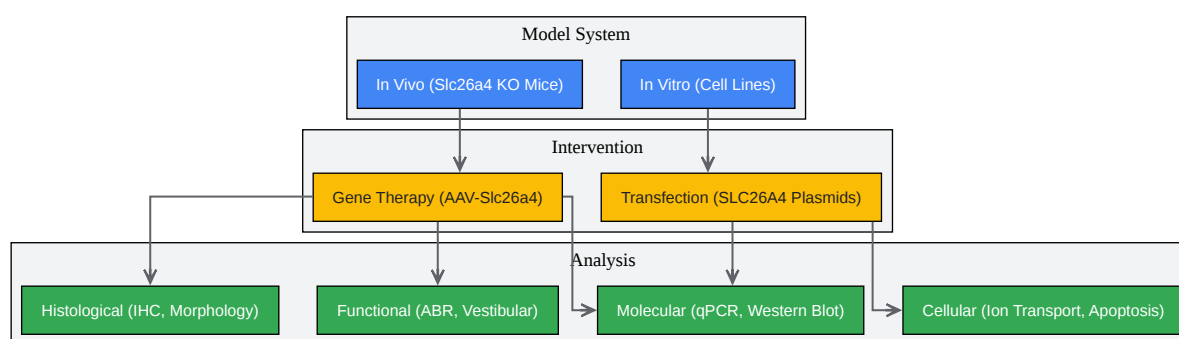 Model System
In Vivo (Slc26a4 KO Mice)
In Vitro (Cell Lines)
Intervention
Gene Therapy (AAV-Slc26a4)
Transfection (SLC26A4 Plasmids)
Analysis
Histological (IHC, Morphology)
Functional (ABR, Vestibular)
Molecular (qPCR, Western Blot)
Cellular (Ion Transport, Apoptosis)